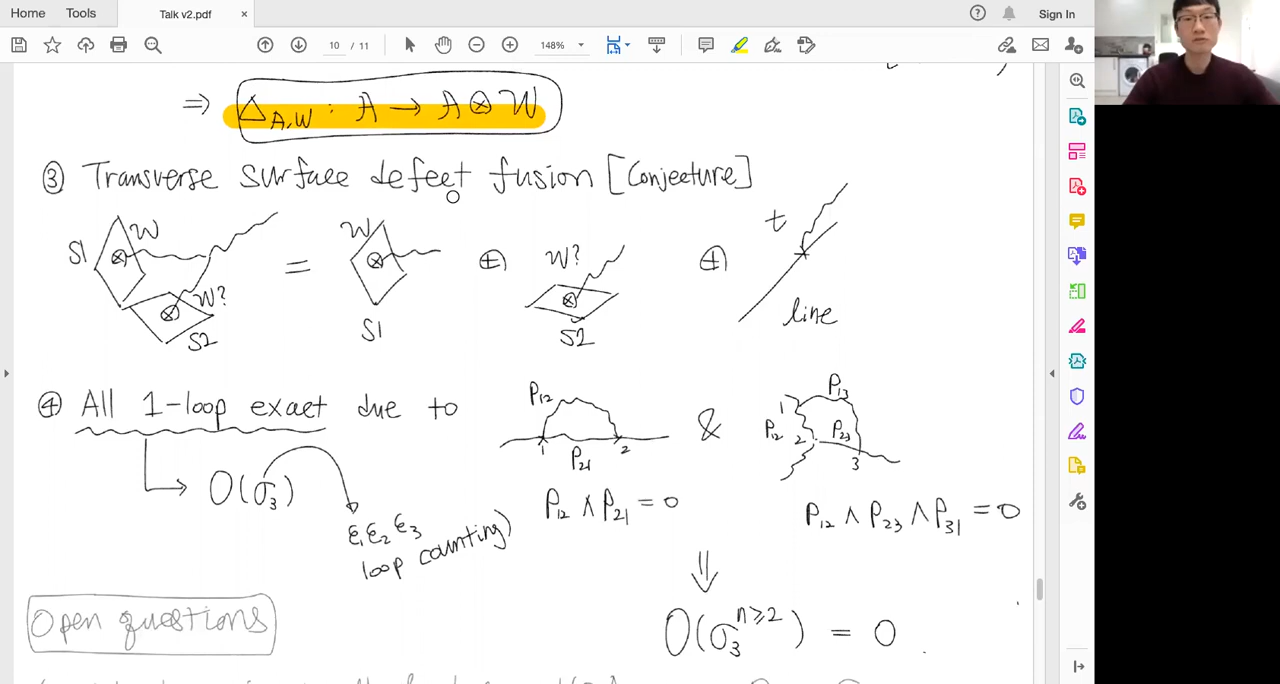 Home Tools Talk v2.pdf × Sign In
10 / 11 148%
⇒ Δ_{A,W} : A → A ⊗ W
③ Transverse surface defect fusion [Conjecture]
S1 W W? S2 = W S1 ⊕ W? S2 ⊕ t line
④ All 1-loop exact due to P₁₂ 1 2 P₂₁ & P₁₃ 1 P₁₂ 2 P₂₃ 3
↳ O(σ₃) P₁₂ ∧ P₂₁ = 0 P₁₂ ∧ P₂₃ ∧ P₃₁ = 0
ε₁ε₂ε₃
loop counting)
⇓
Open questions
O(σ₃^{n≥2}) = 0.